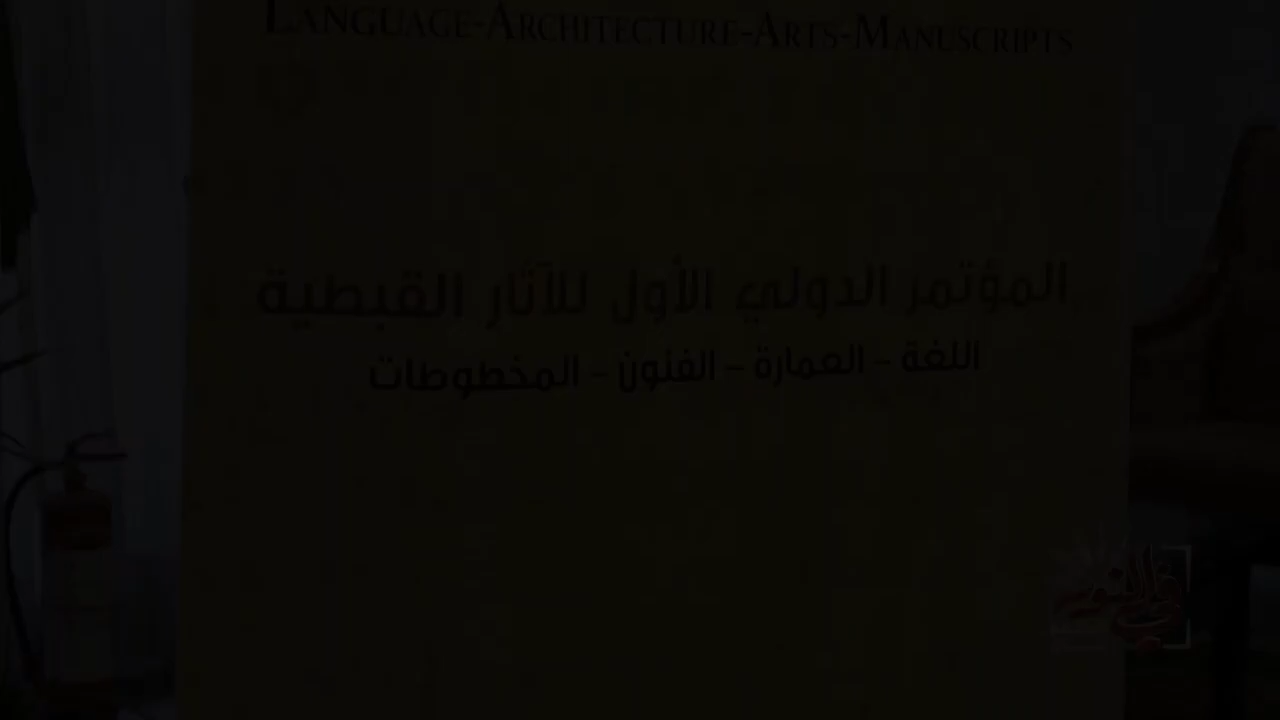 LANGUAGE-ARCHITECTURE-ARTS-MANUSCRIPTS
المؤتمر الدولي الأول للآثار القبطية
اللغة - العمارة - الفنون - المخطوطات